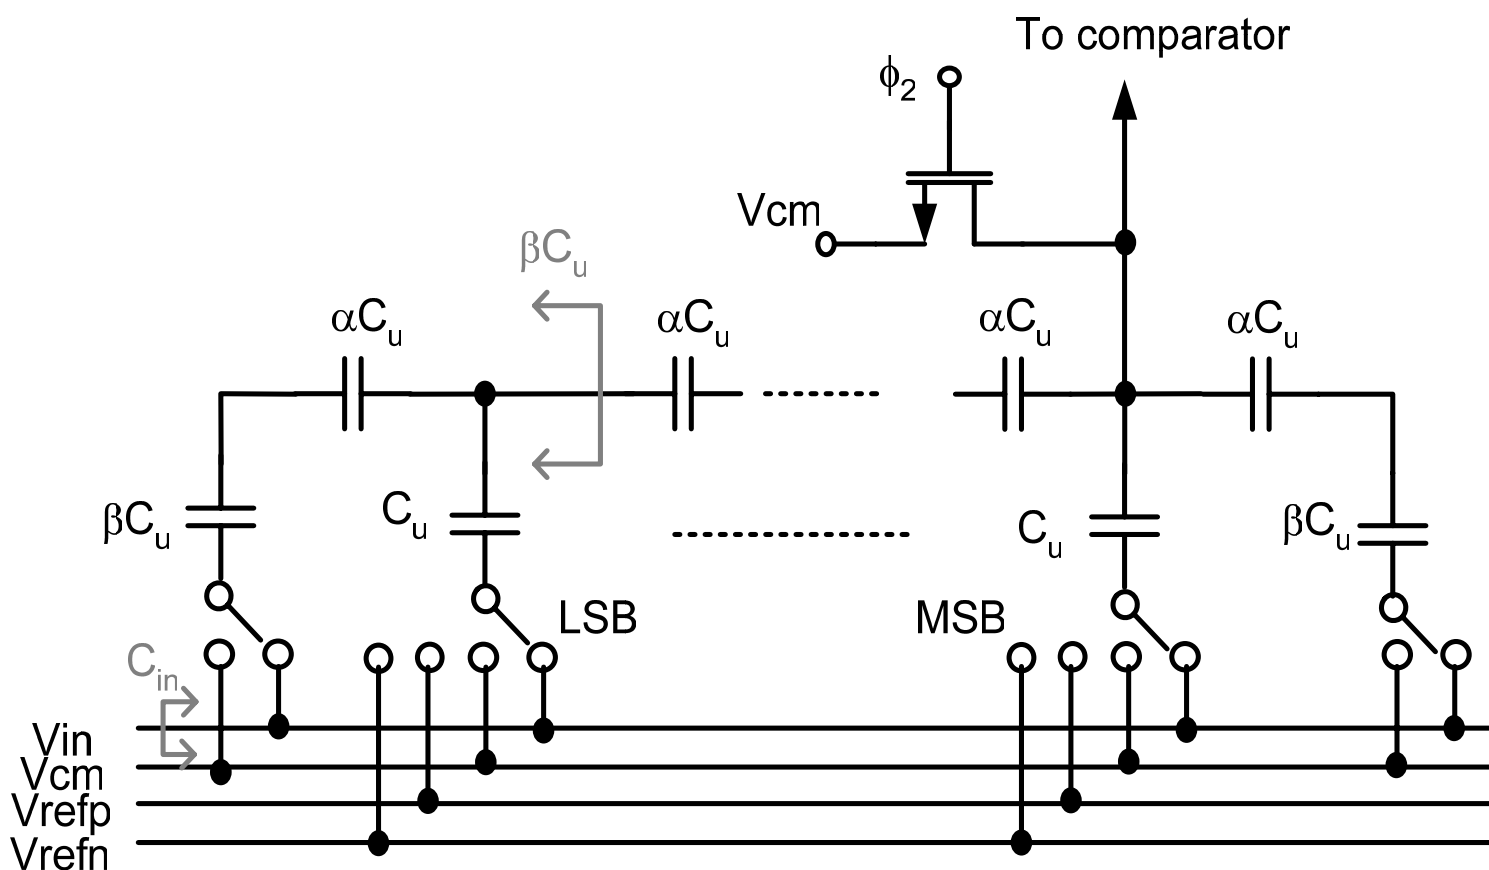 To comparator
ϕ2
Vcm
βCu
αCu
αCu
αCu
αCu
βCu
Cu
Cu
βCu
LSB
MSB
Cin
Vin
Vcm
Vrefp
Vrefn